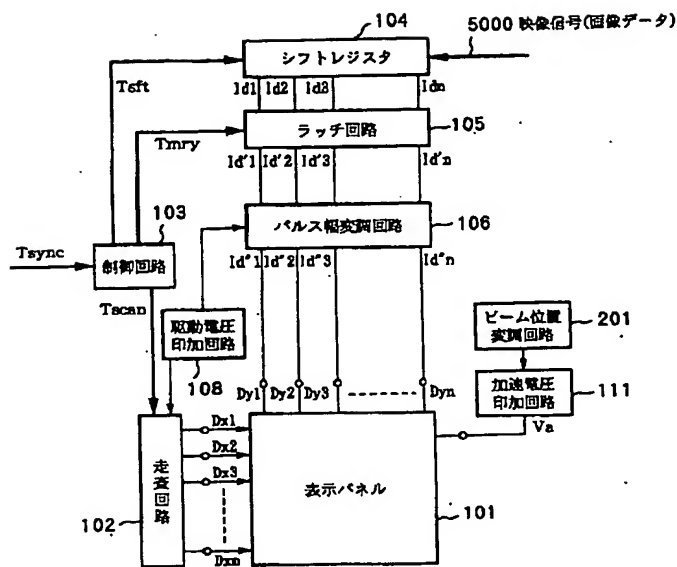 104
5000 映像信号(画像データ)
シフトレジスタ
Tsft
Id1 Id2 Id3 Idn
Tmry
ラッチ回路
105
Id'1 Id'2 Id'3 Id'n
103
パルス幅変調回路
106
Tsync
制御回路
Id"1 Id"2 Id"3 Id"n
Tscan
駆動電圧
印加回路
108
ビーム位置
変調回路
201
加速電圧
印加回路
111
Dy1 Dy2 Dy3 Dyn
Va
Dx1
Dx2
Dx3
走査回路
102
表示パネル
101
Dxm